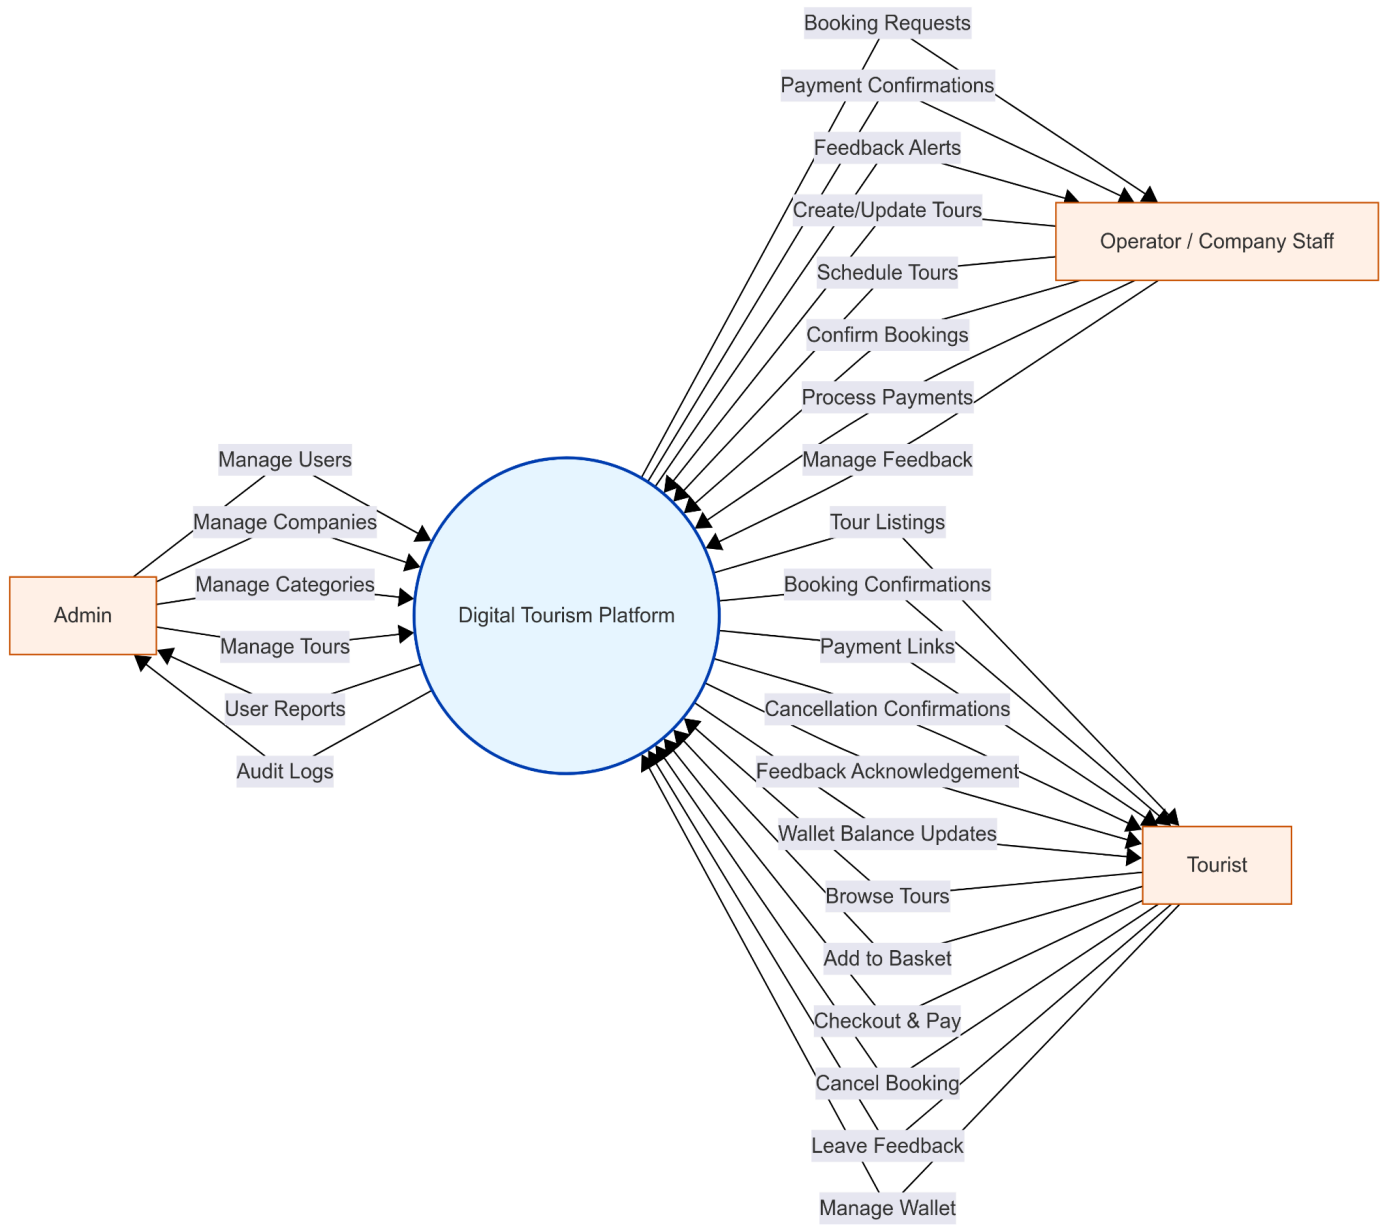 Booking Requests
Payment Confirmations
Feedback Alerts
Create/Update Tours
Operator / Company Staff
Schedule Tours
Confirm Bookings
Process Payments
Manage Feedback
Manage Users
Manage Companies
Manage Categories
Admin
Manage Tours
User Reports
Audit Logs
Digital Tourism Platform
Tour Listings
Booking Confirmations
Payment Links
Cancellation Confirmations
Feedback Acknowledgement
Wallet Balance Updates
Tourist
Browse Tours
Add to Basket
Checkout & Pay
Cancel Booking
Leave Feedback
Manage Wallet